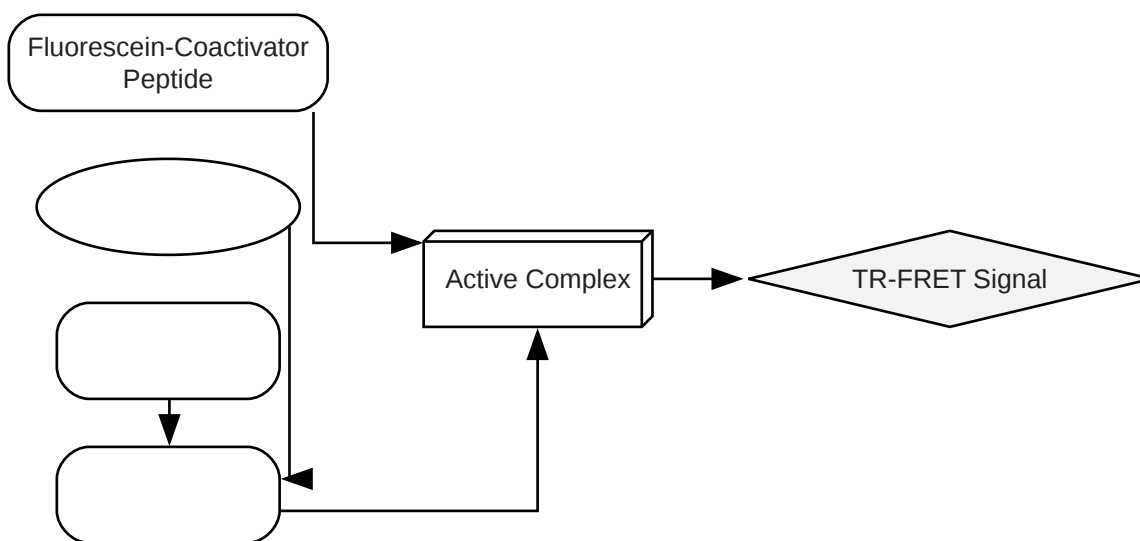 Fluorescein-Coactivator
Peptide
Active Complex
TR-FRET Signal